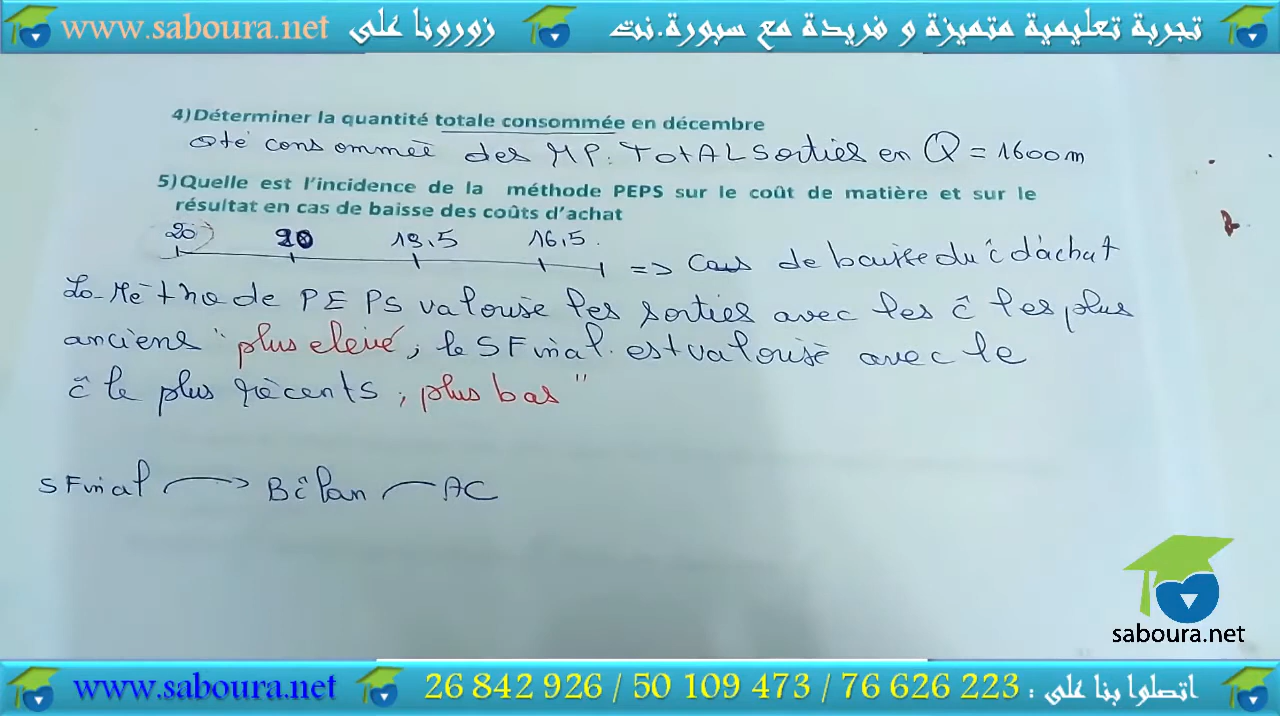 www.saboura.net زورونا على تجربة تعليمية متميزة و فريدة مع سبورة.نت
4)Déterminer la quantité totale consommée en décembre
Qté consommée des MP: TOtALSorties en Q = 1600m
5)Quelle est l'incidence de la méthode PEPS sur le coût de matière et sur le
résultat en cas de baisse des coûts d'achat
20 20 19,5 16,5
=> Cas de baisse du ĉ d'achat
La Méthode PEPS valorise les sorties avec les ĉ les plus
anciens "plus elevé, le SFinal est valorisé avec le
ĉ le plus récents, plus bas"
SFinal Bilan AC
saboura.net
www.saboura.net 26 842 926 / 50 109 473 / 76 626 223 : اتصلوا بنا على